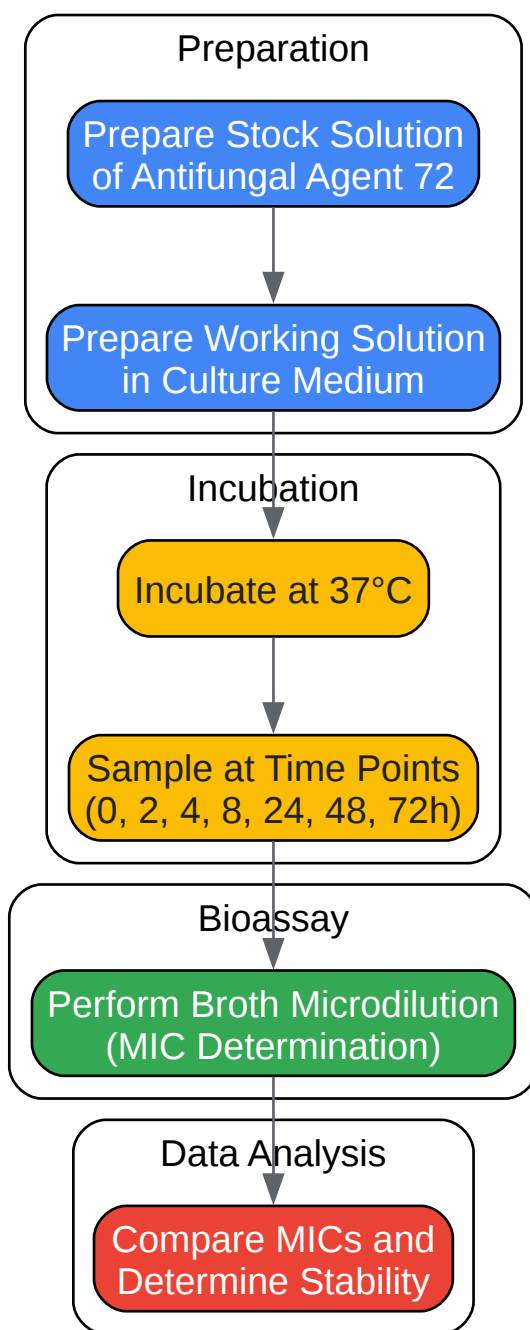 Preparation
Prepare Stock Solution
of Antifungal Agent 72
Prepare Working Solution
in Culture Medium
Incubation
Incubate at 37°C
Sample at Time Points
(0, 2, 4, 8, 24, 48, 72h)
Bioassay
Perform Broth Microdilution
(MIC Determination)
Data Analysis
Compare MICs and
Determine Stability